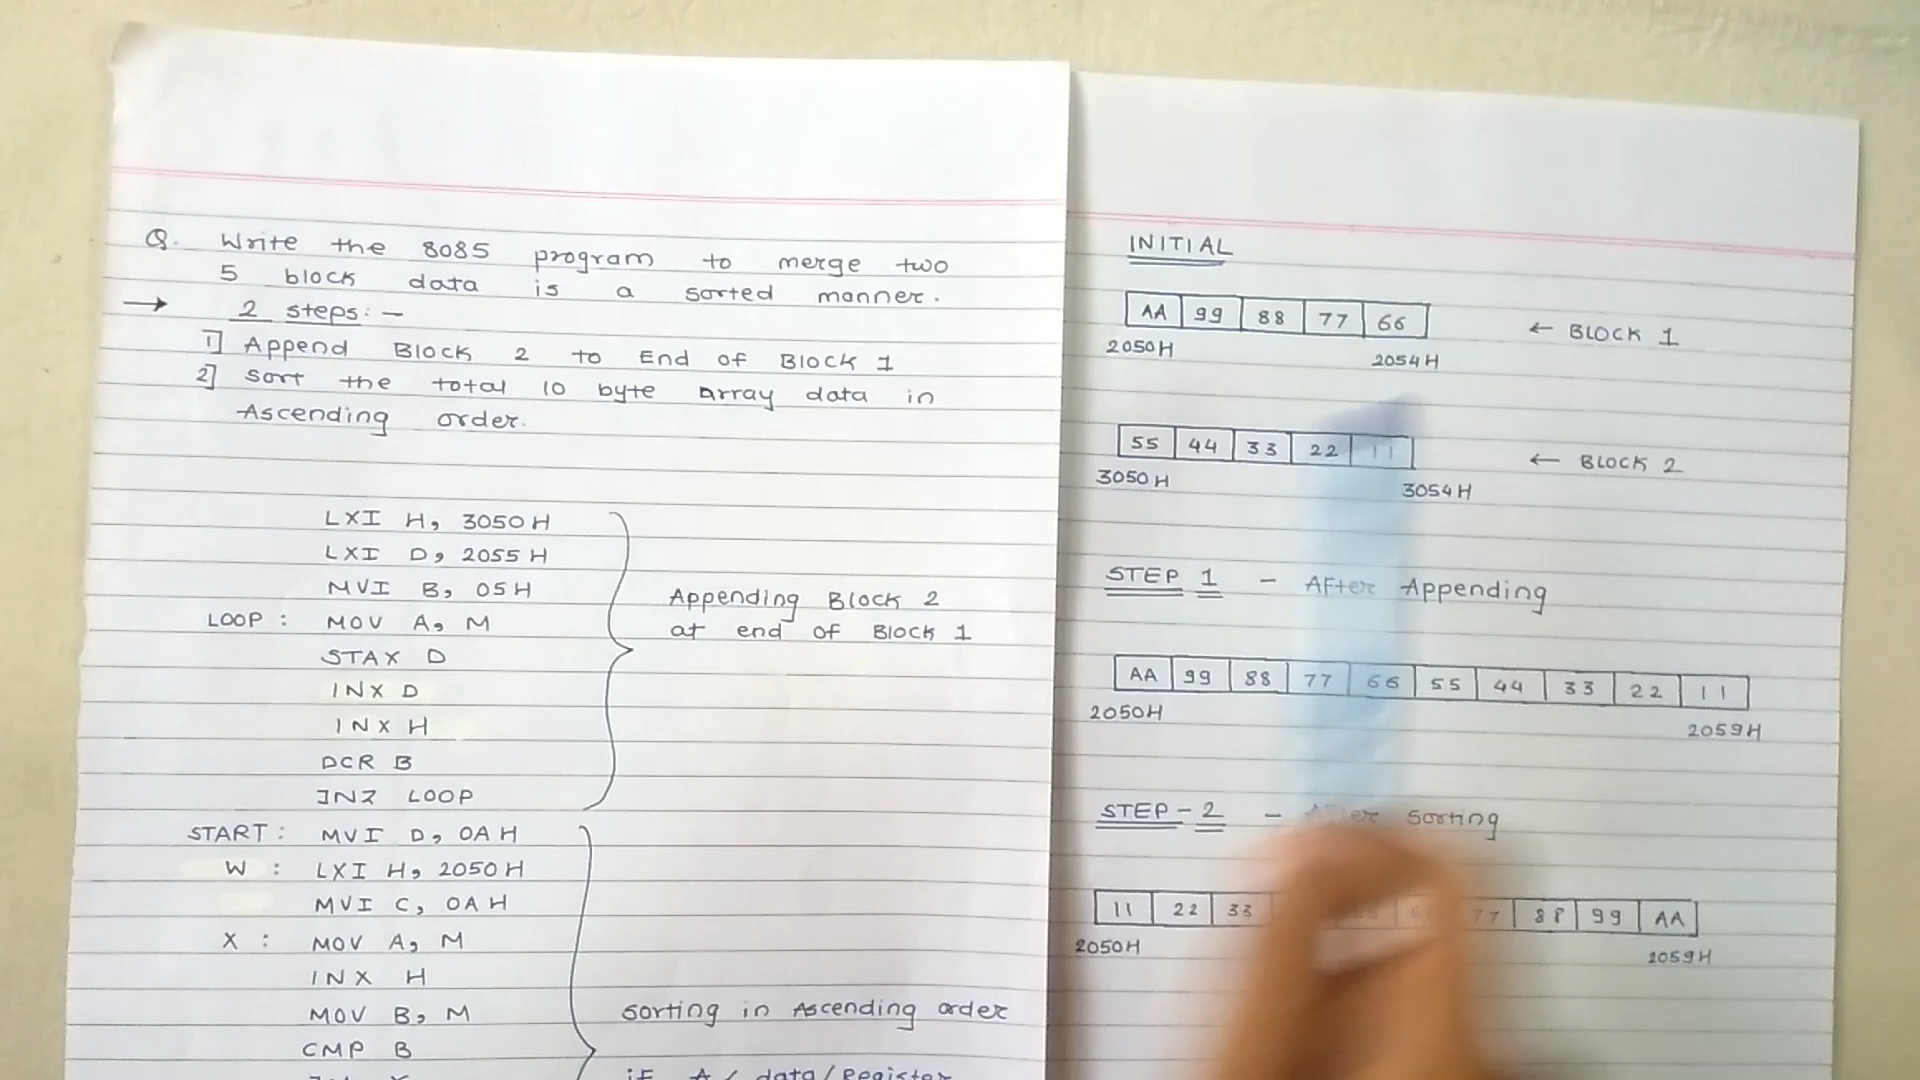 Q. Write the 8085 program to merge two
5 block data is a sorted manner.
→ 2 steps: -
1] Append Block 2 to End of Block 1
2] Sort the total 10 byte array data in
Ascending order.
LXI H, 3050H
LXI D, 2055H
MVI B, 05H
LOOP : MOV A, M
STAX D
INX D
INX H
DCR B
JNZ LOOP
Appending Block 2
at end of Block 1
START : MVI D, 0AH
W : LXI H, 2050H
MVI C, 0AH
X : MOV A, M
INX H
MOV B, M
CMP B
Sorting in Ascending order
if A< data/Register
INITIAL
AA 99 88 77 66 ← BLOCK 1
2050H 2054H
55 44 33 22 11 ← BLOCK 2
3050H 3054H
STEP 1 - After Appending
AA 99 88 77 66 55 44 33 22 11
2050H 2059H
STEP-2 - After Sorting
11 22 33 77 88 99 AA
2050H 2059H